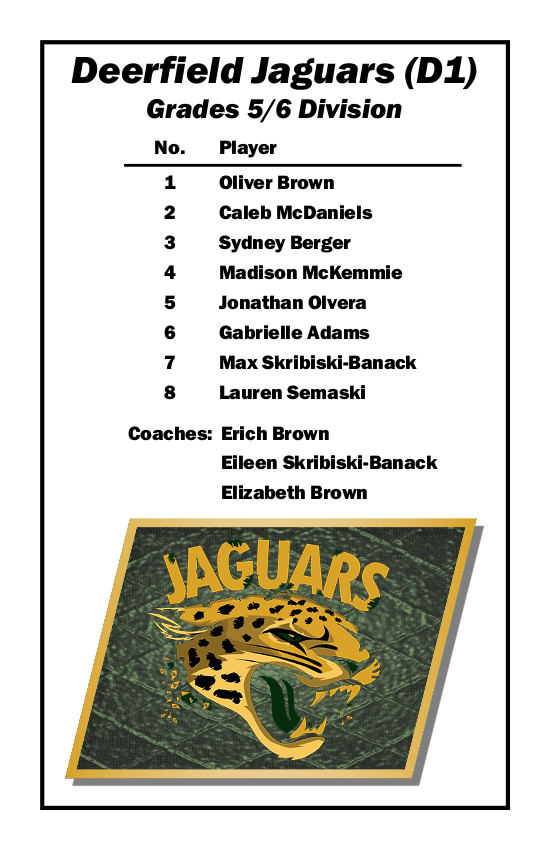 Deerfield Jaguars (D1)
Grades 5/6 Division
No. Player
1 Oliver Brown
2 Caleb McDaniels
3 Sydney Berger
4 Madison McKemmie
5 Jonathan Olvera
6 Gabrielle Adams
7 Max Skribiski-Banack
8 Lauren Semaski
Coaches: Erich Brown
Eileen Skribiski-Banack
Elizabeth Brown
JAGUARS